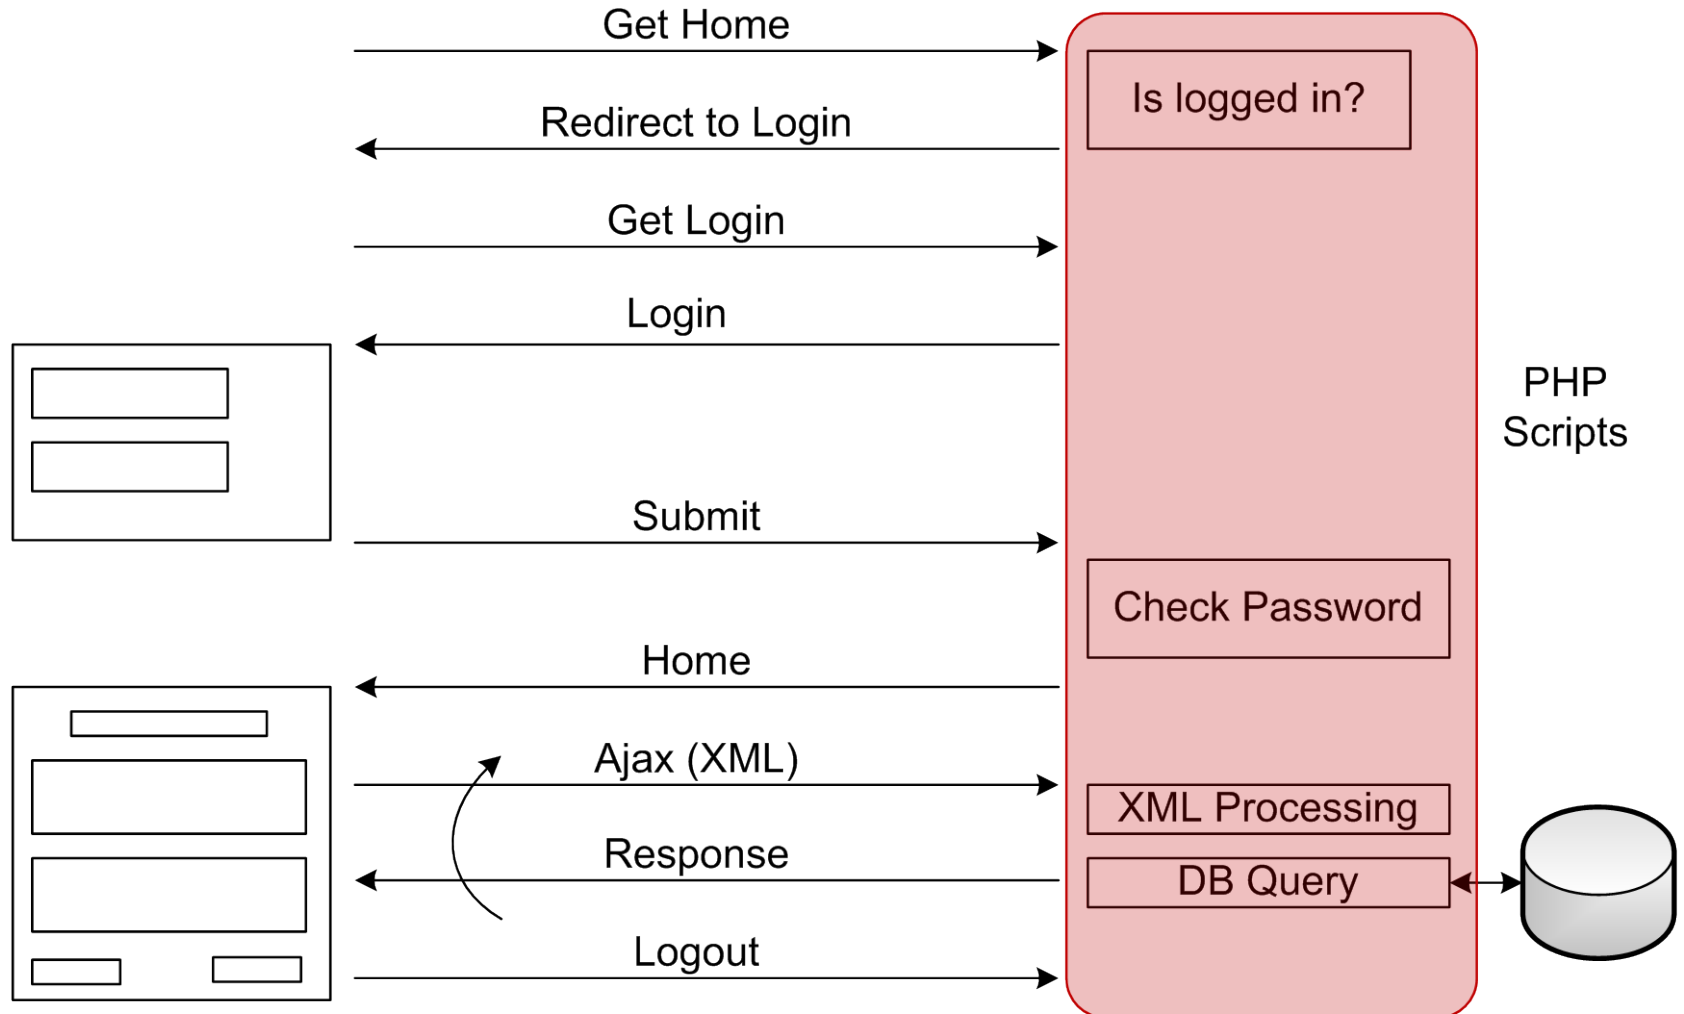 Get Home
Is logged in?
Redirect to Login
Get Login
Login
PHP
Scripts
Submit
Check Password
Home
Ajax (XML)
XML Processing
Response
DB Query
Logout